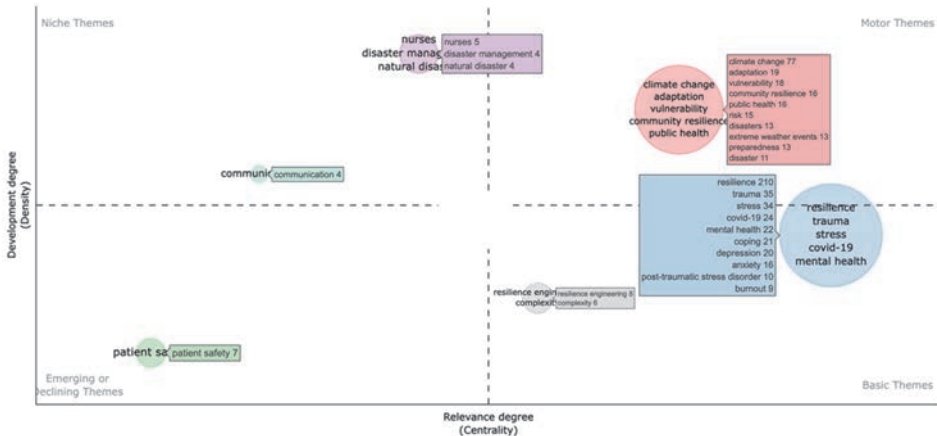 Niche Themes
Motor Themes
nurses
disaster manag
natural disas
nurses 5
disaster management 4
natural disaster 4
climate change
adaptation
vulnerability
community resilience
public health
climate change 77
adaptation 19
vulnerability 18
community resilience 16
public health 16
risk 15
disasters 13
extreme weather events 13
preparedness 13
disaster 11
communic
communication 4
resilience 210
trauma 35
stress 34
covid-19 24
mental health 22
coping 21
depression 20
anxiety 16
post-traumatic stress disorder 10
burnout 9
resilience
trauma
stress
covid-19
mental health
resilience engin
complexity
resilience engineering 8
complexity 6
patient sa
patient safety 7
Emerging or
Declining Themes
Basic Themes
Development degree
(Density)
Relevance degree
(Centrality)